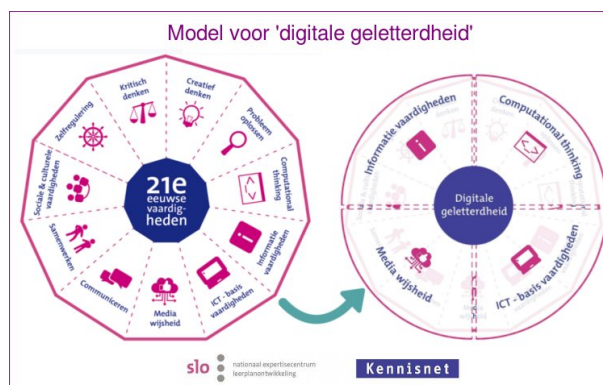 Model voor 'digitale geletterdheid'
Kritisch
denken
Creatief
denken
Probleem
oplossen
Computational
thinking
Informatie
vaardigheden
ICT - basis
vaardigheden
Media
wijsheid
Communiceren
Samenwerken
Sociale & culturele
vaardigheden
Zelfregulering
21e
eeuwse
vaardig-
heden
Informatie vaardigheden
Computational thinking
ICT - basis vaardigheden
Media wijsheid
Digitale
geletterdheid
slo
nationaal expertisecentrum
leerplanontwikkeling
Kennisnet